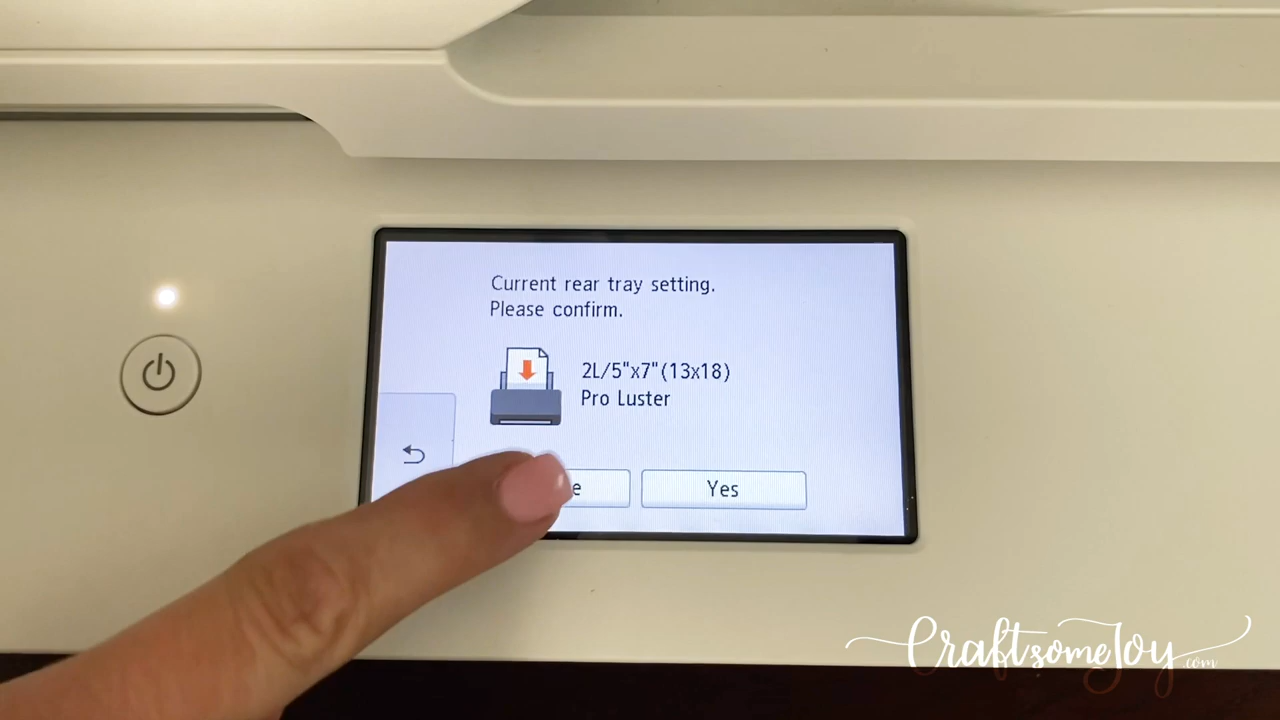 Current rear tray setting.
Please confirm.
2L/5"x7"(13x18)
Pro Luster
Yes
CraftsomeJoy.com